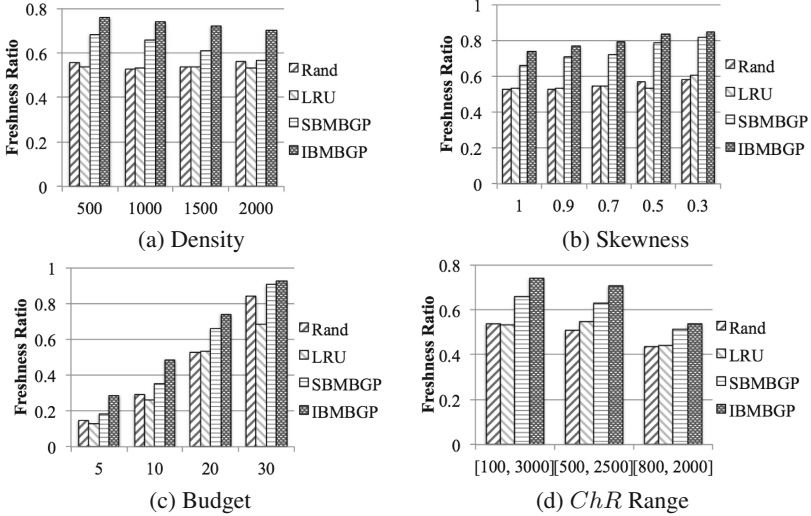 0.8
0.6
0.4
0.2
0
Freshness Ratio
500 1000 1500 2000
Rand
LRU
SBMBGP
IBMBGP
(a) Density
1
0.8
0.6
0.4
0.2
0
Freshness Ratio
1 0.9 0.7 0.5 0.3
Rand
LRU
SBMBGP
IBMBGP
(b) Skewness
1
0.8
0.6
0.4
0.2
0
Freshness Ratio
5 10 20 30
Rand
LRU
SBMBGP
IBMBGP
(c) Budget
0.8
0.6
0.4
0.2
0
Freshness Ratio
[100, 3000][500, 2500][800, 2000]
Rand
LRU
SBMBGP
IBMBGP
(d) ChR Range